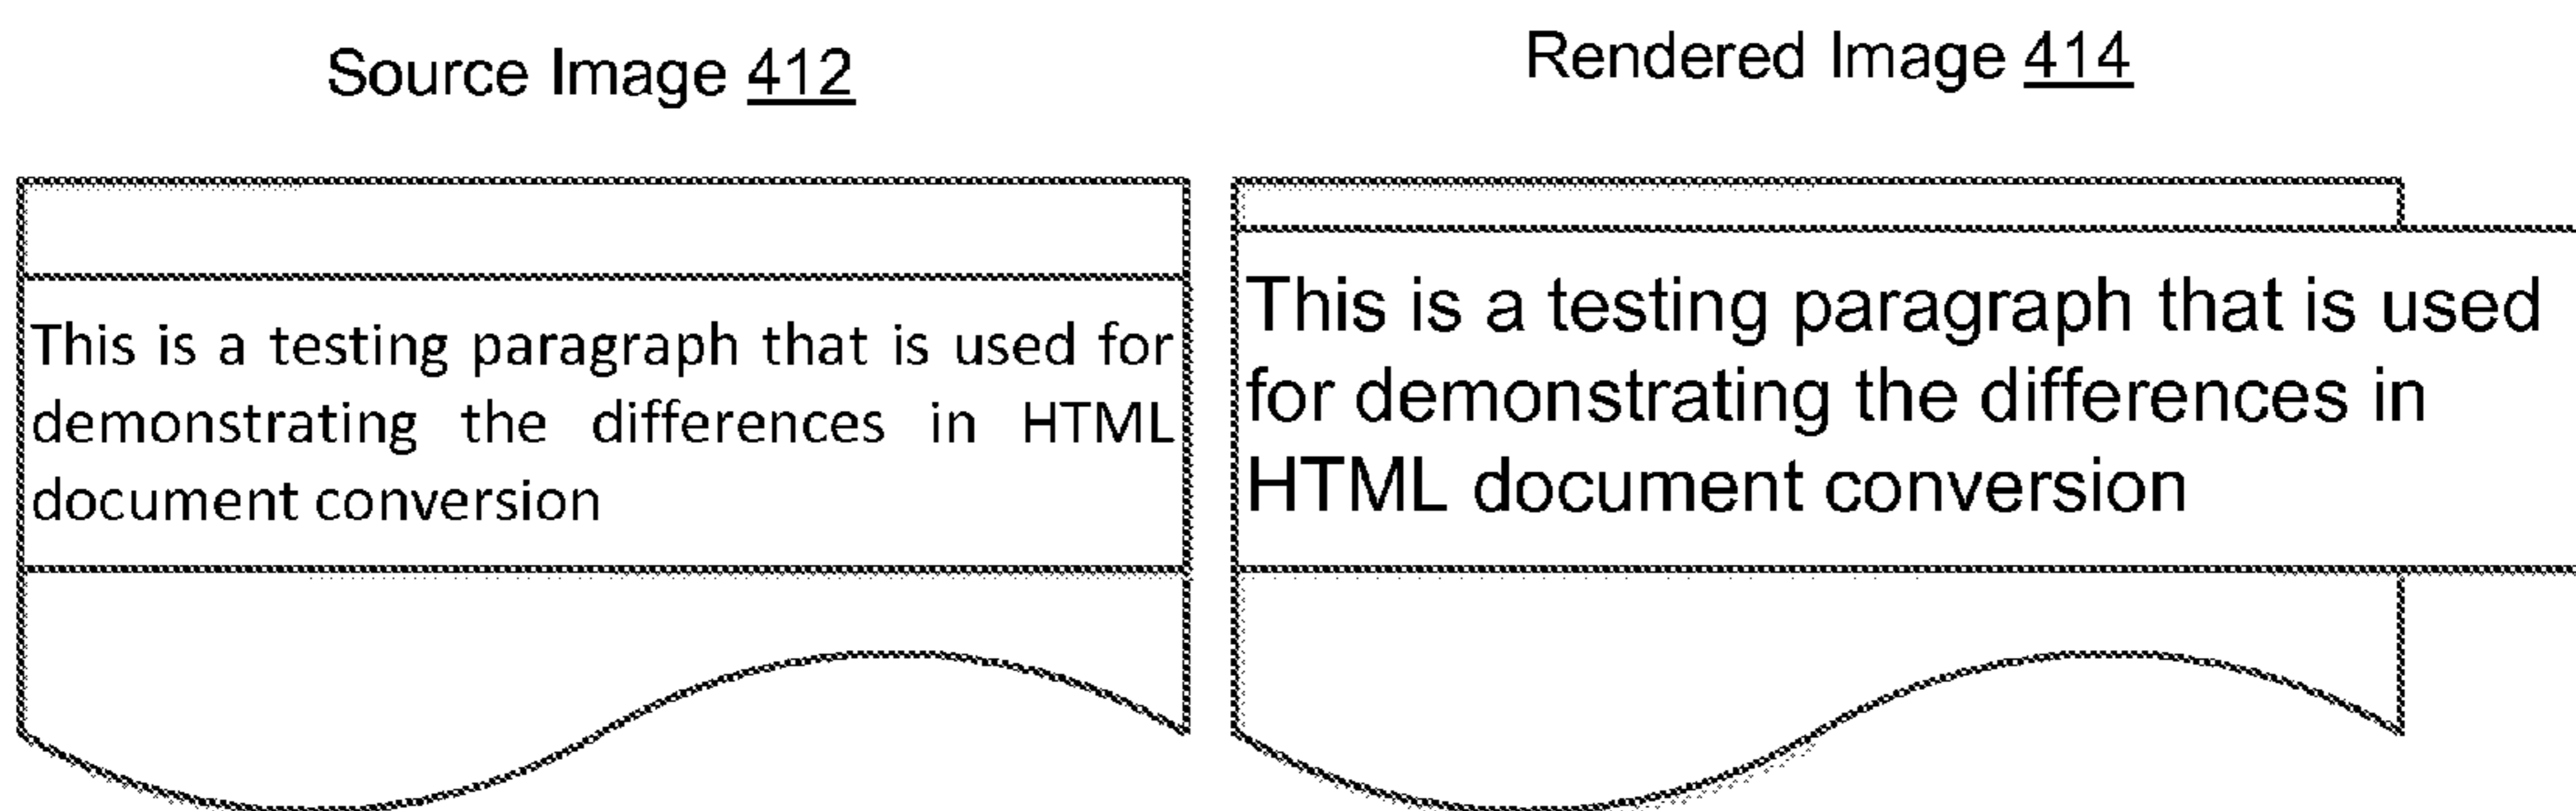 Source Image 412
This is a testing paragraph that is used for
demonstrating the differences in HTML
document conversion
Rendered Image 414
This is a testing paragraph that is used
for demonstrating the differences in
HTML document conversion